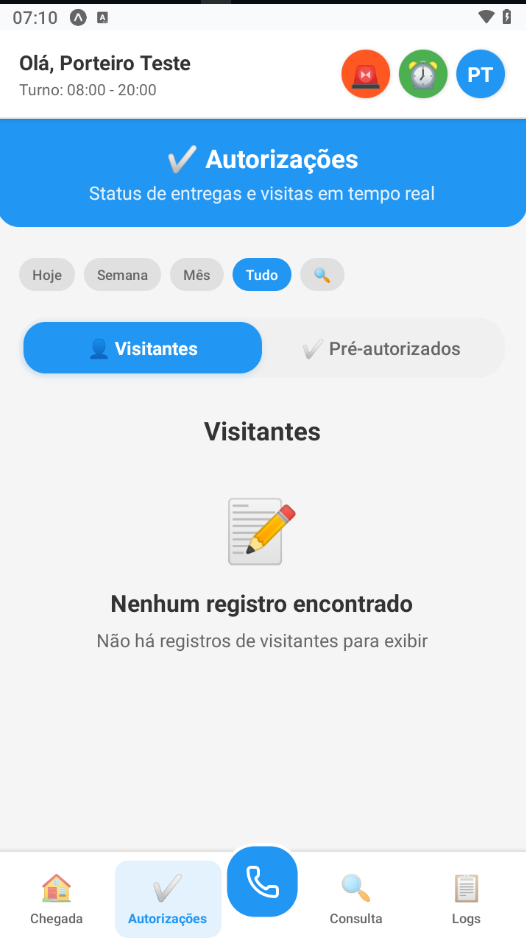 07:10
Olá, Porteiro Teste
Turno: 08:00 - 20:00
PT
Autorizações
Status de entregas e visitas em tempo real
Hoje
Semana
Mês
Tudo
Visitantes
Pré-autorizados
Visitantes
Nenhum registro encontrado
Não há registros de visitantes para exibir
Chegada
Autorizações
Consulta
Logs